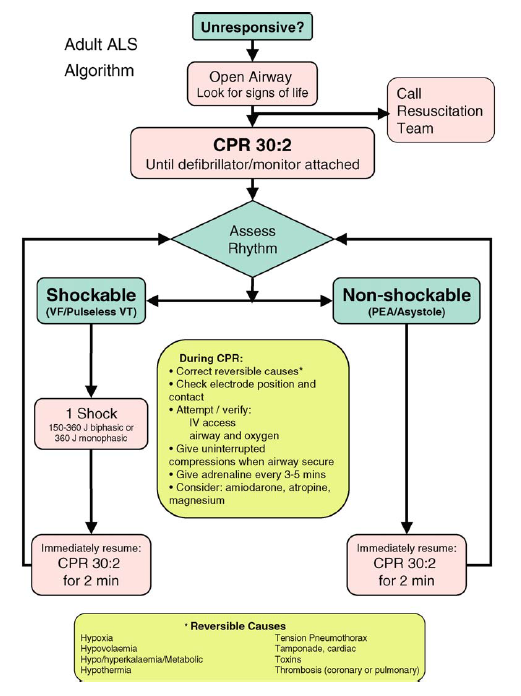 Adult ALS
Algorithm
Unresponsive?
Open Airway
Look for signs of life
Call
Resuscitation
Team
CPR 30:2
Until defibrillator/monitor attached
Assess
Rhythm
Shockable
(VF/Pulseless VT)
Non-shockable
(PEA/Asystole)
1 Shock
150-360 J biphasic or
360 J monophasic
During CPR:
• Correct reversible causes*
• Check electrode position and
contact
• Attempt / verify:
IV access
airway and oxygen
• Give uninterrupted
compressions when airway secure
• Give adrenaline every 3-5 mins
• Consider: amiodarone, atropine,
magnesium
Immediately resume:
CPR 30:2
for 2 min
Immediately resume:
CPR 30:2
for 2 min
* Reversible Causes
Hypoxia
Hypovolaemia
Hypo/hyperkalaemia/Metabolic
Hypothermia
Tension Pneumothorax
Tamponade, cardiac
Toxins
Thrombosis (coronary or pulmonary)